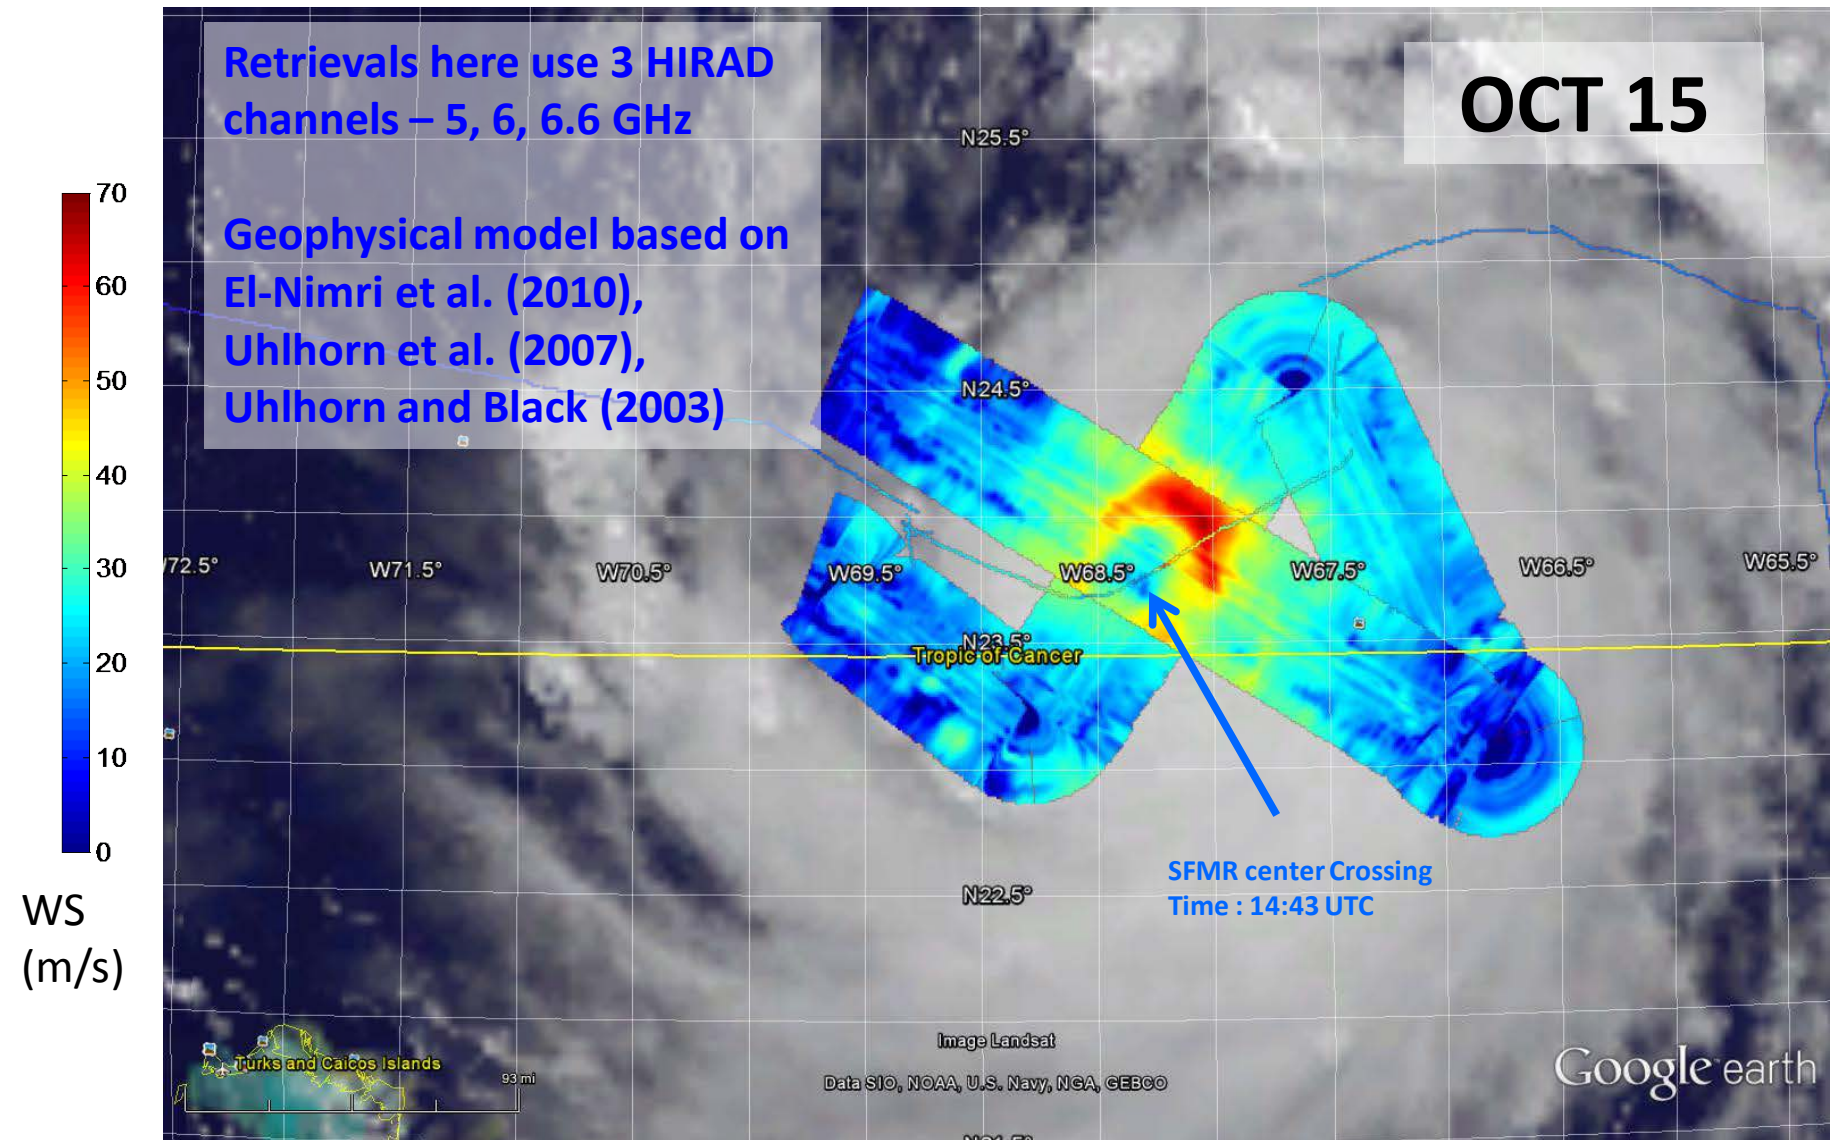 Retrievals here use 3 HIRAD
channels – 5, 6, 6.6 GHz
Geophysical model based on
El-Nimri et al. (2010),
Uhlhorn et al. (2007),
Uhlhorn and Black (2003)
OCT 15
70
60
50
40
30
20
10
0
WS
(m/s)
N25.5°
N24.5°
W71.5°
W70.5°
W69.5°
W68.5°
W67.5°
W66.5°
W65.5°
N23.5°
Tropic of Cancer
SFMR center Crossing
Time : 14:43 UTC
N22.5°
Turks and Caicos Islands
93 mi
Image Landsat
Data SIO, NOAA, U.S. Navy, NGA, GEBCO
Google earth